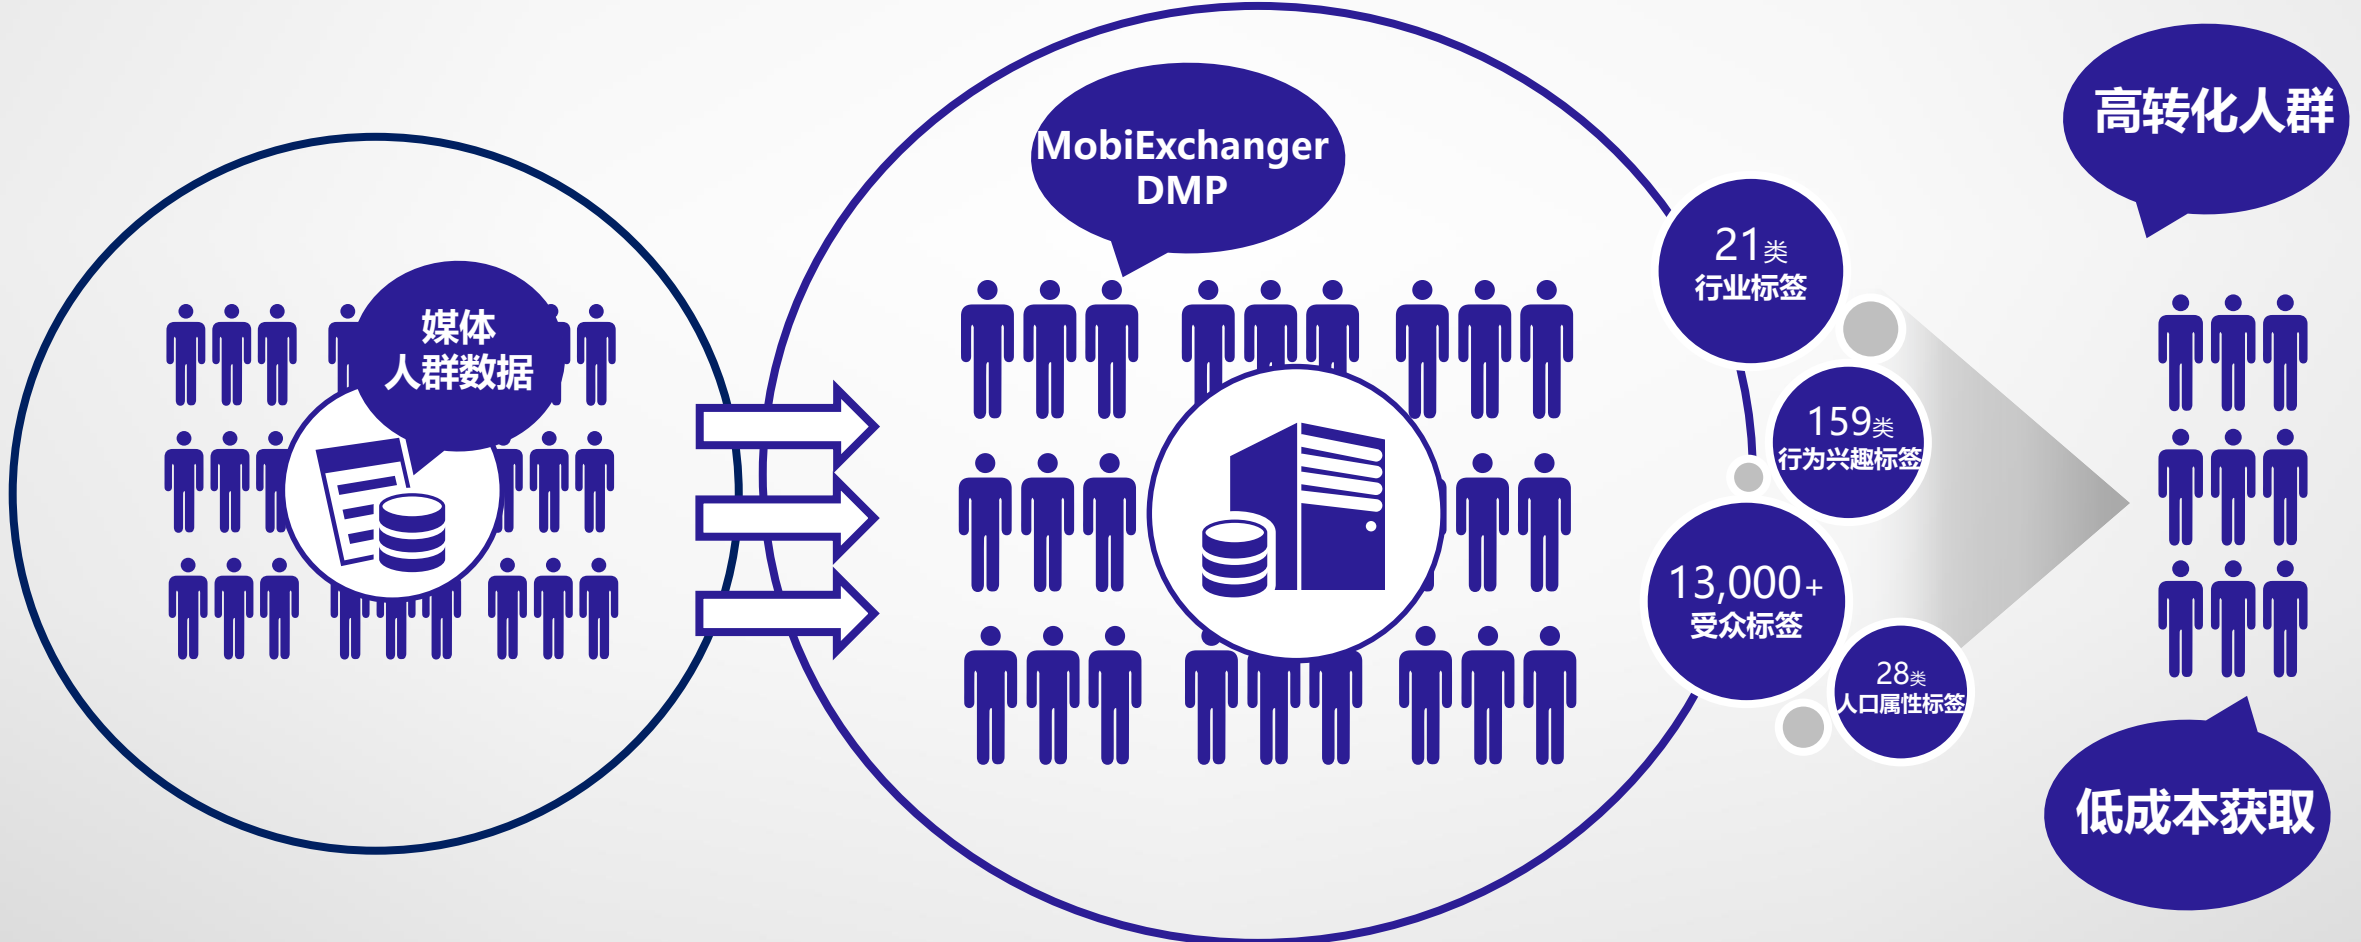 媒体
人群数据
MobiExchanger
DMP
21类
行业标签
159类
行为兴趣标签
13,000+
受众标签
28类
人口属性标签
高转化人群
低成本获取